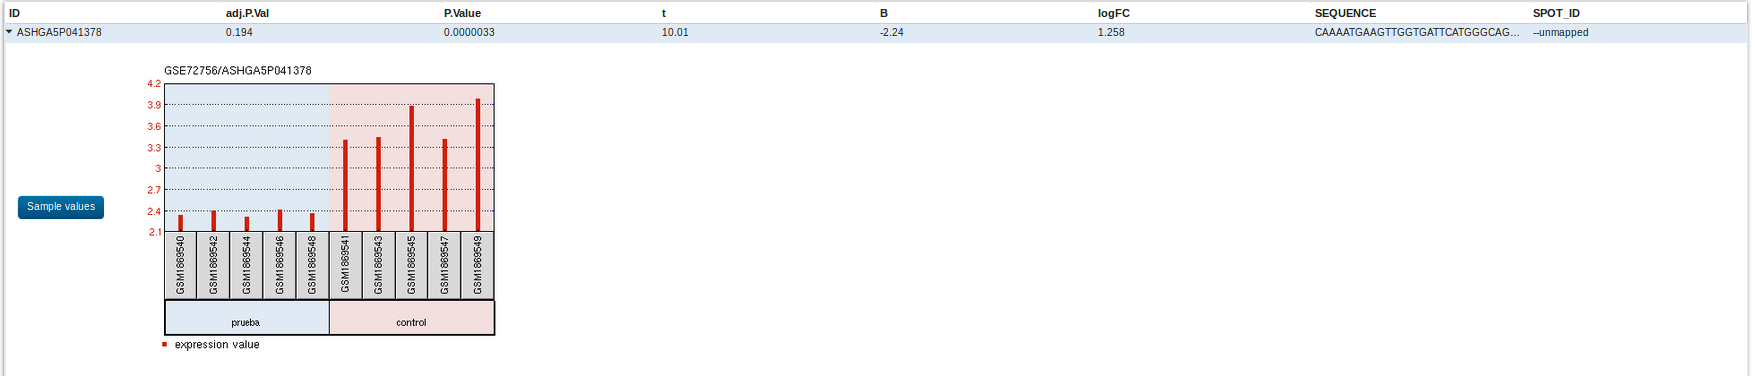 ID adj.P.Val P.Value t B logFC SEQUENCE SPOT_ID
ASHGA5P041378 0.194 0.0000033 10.01 -2.24 1.258 CAAAATGAAGTTGGTGATTCATGGGCAG... --unmapped
GSE72756/ASHGA5P041378
4.2
3.9
3.6
3.3
3
2.7
2.4
2.1
Sample values
GSM1869540 GSM1869542 GSM1869544 GSM1869546 GSM1869548 GSM1869541 GSM1869543 GSM1869545 GSM1869547 GSM1869549
prueba control
expression value